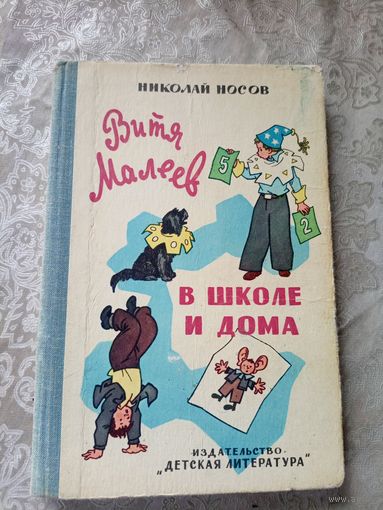 НИКОЛАЙ НОСОВ
Витя
Малеев
5
2
В ШКОЛЕ
И ДОМА
ИЗДАТЕЛЬСТВО
„ДЕТСКАЯ ЛИТЕРАТУРА"